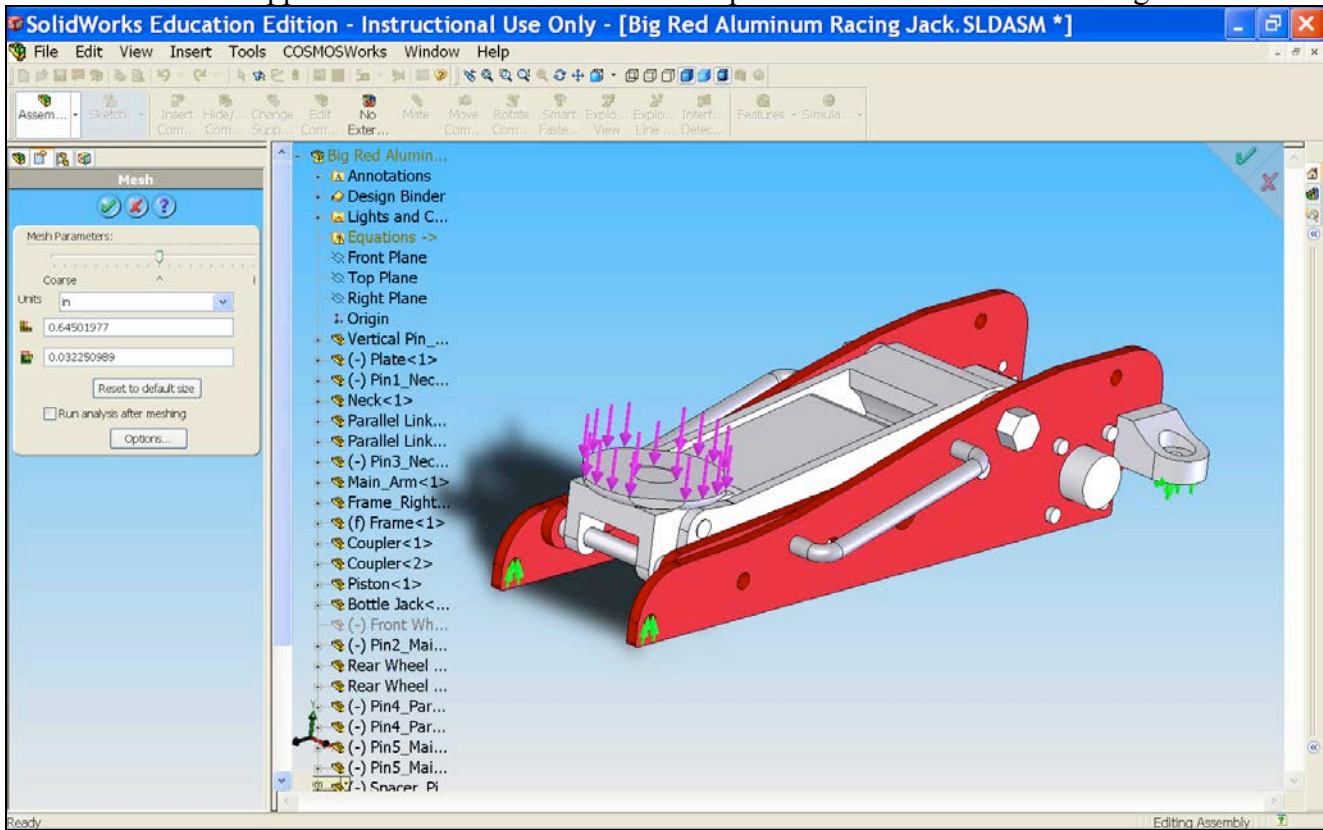 SolidWorks Education Edition - Instructional Use Only - [Big Red Aluminum Racing Jack.SLDASM *]
File Edit View Insert Tools COSMOSWorks Window Help
Assem... Sketch Insert Com... Hide/... Com... Change Supp... Edit Com... No Exter... Mate Move Com... Rotate Com... Smart Faste... Explo... View Explo... Line ... Interf... Detec... Features Simula...
Mesh
Mesh Parameters:
Coarse
Units in
0.64501977
0.032250989
Reset to default size
Run analysis after meshing
Options...
Big Red Alumin...
Annotations
Design Binder
Lights and C...
Equations ->
Front Plane
Top Plane
Right Plane
Origin
Vertical Pin_...
(-) Plate<1>
(-) Pin1_Nec...
Neck<1>
Parallel Link...
Parallel Link...
(-) Pin3_Nec...
Main_Arm<1>
Frame_Right...
(f) Frame<1>
Coupler<1>
Coupler<2>
Piston<1>
Bottle Jack<...
(-) Front Wh...
(-) Pin2_Mai...
Rear Wheel ...
Rear Wheel ...
(-) Pin4_Par...
(-) Pin4_Par...
(-) Pin5_Mai...
(-) Pin5_Mai...
(-) Spacer_Pi
Ready
Editing Assembly